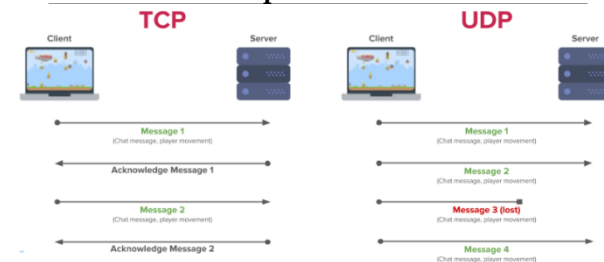 TCP
Client
Server
Message 1
(Chat message, player movement)
Acknowledge Message 1
Message 2
(Chat message, player movement)
Acknowledge Message 2
UDP
Client
Server
Message 1
(Chat message, player movement)
Message 2
(Chat message, player movement)
Message 3 (lost)
(Chat message, player movement)
Message 4
(Chat message, player movement)